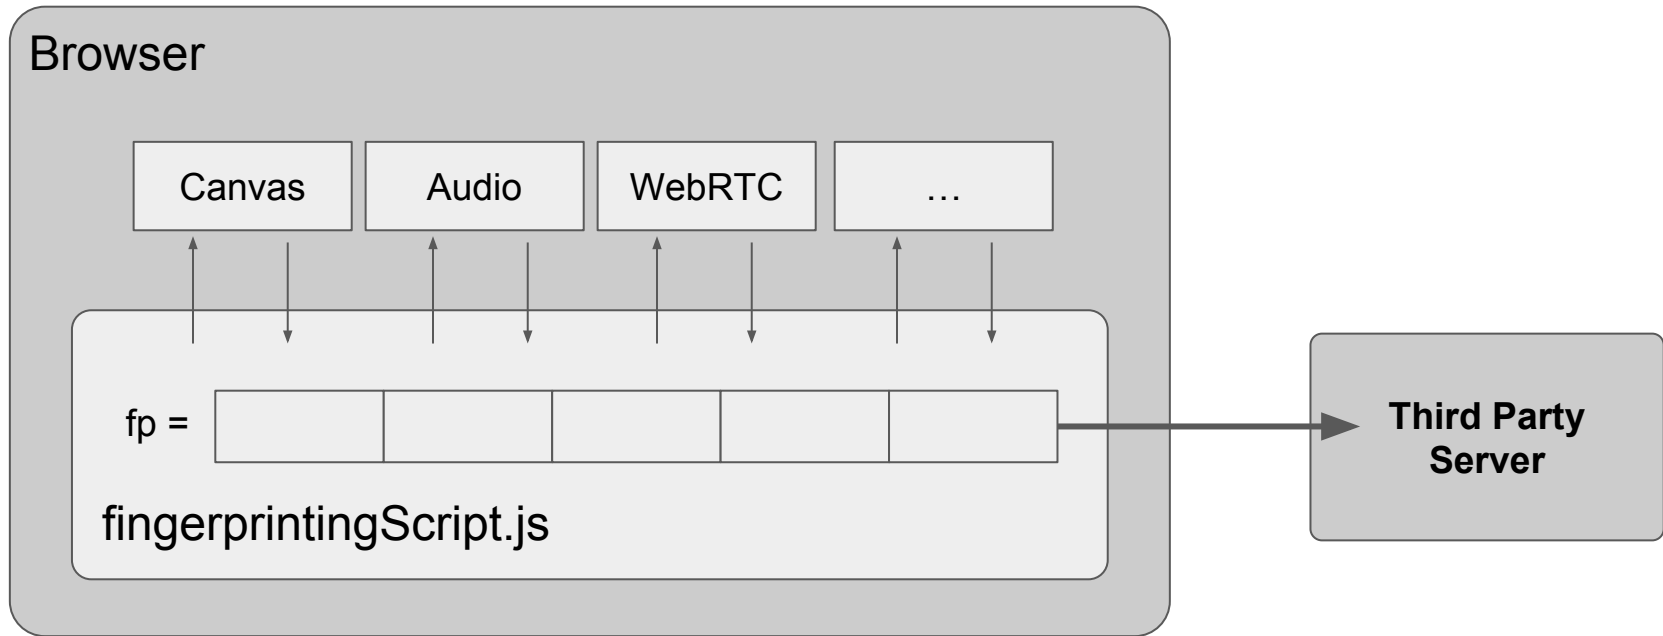 Browser
Canvas
Audio
WebRTC
…
fp =
fingerprintingScript.js
Third Party
Server